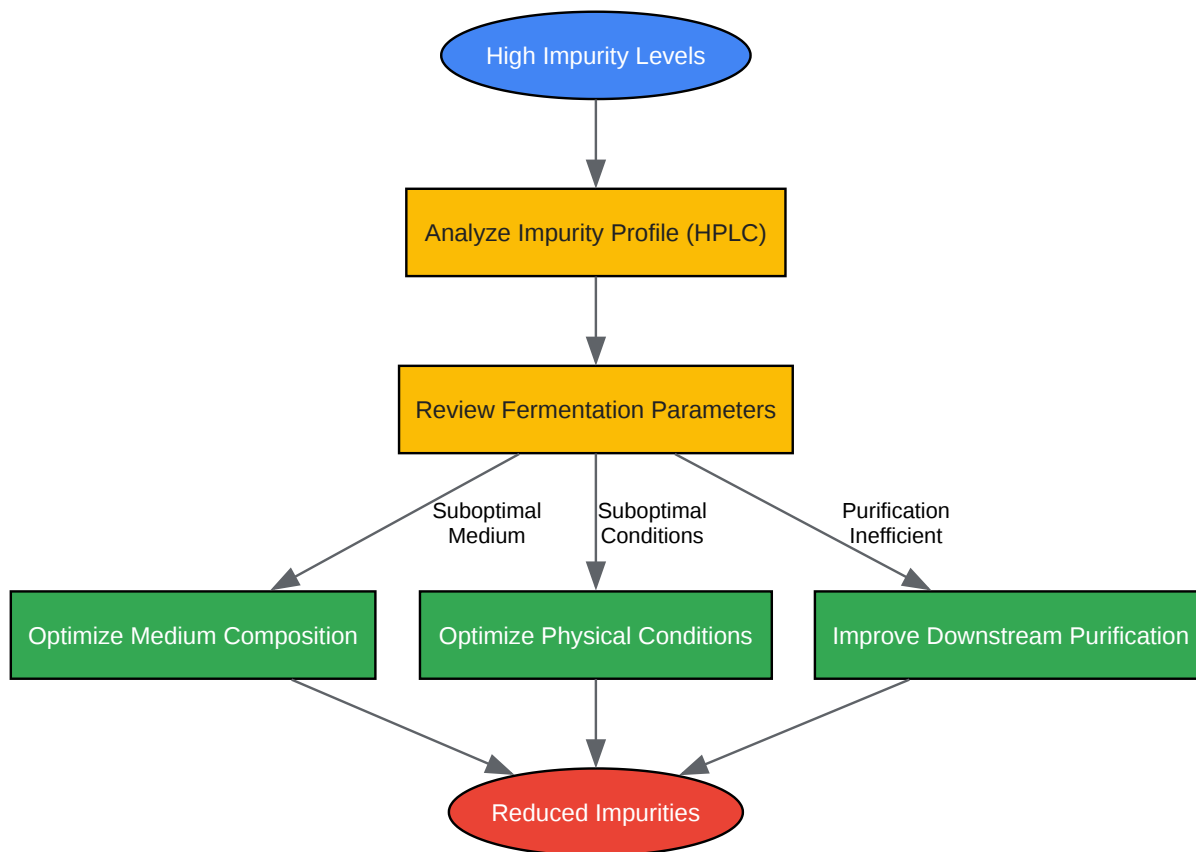 High Impurity Levels
Analyze Impurity Profile (HPLC)
Review Fermentation Parameters
Suboptimal
Medium
Suboptimal
Conditions
Purification
Inefficient
Optimize Medium Composition
Optimize Physical Conditions
Improve Downstream Purification
Reduced Impurities